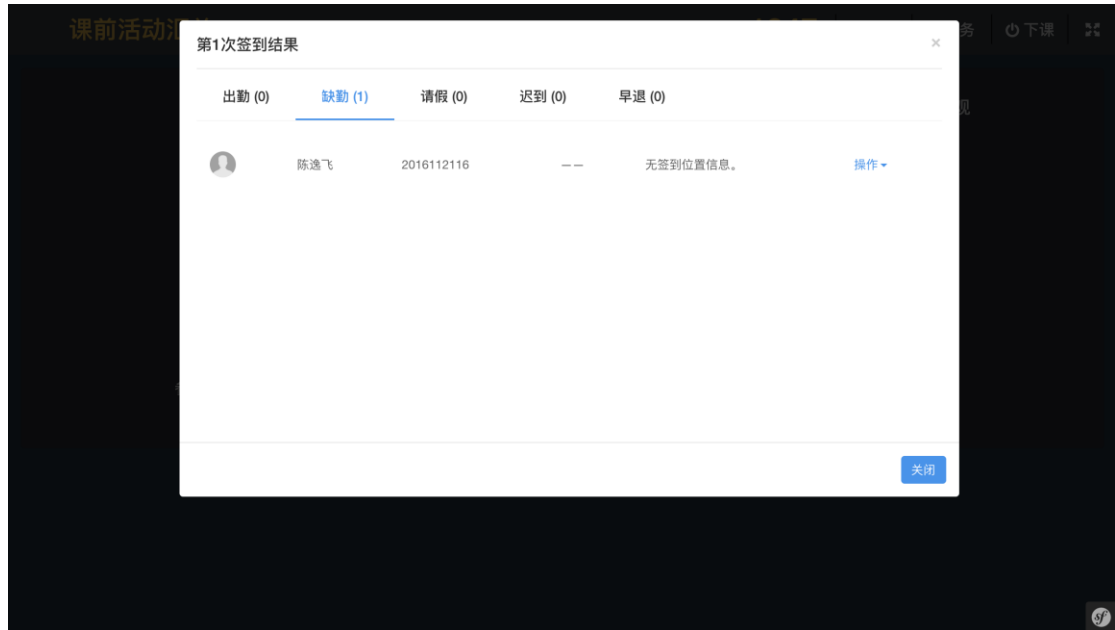 课前活动
务 下课
第1次签到结果 ×
出勤 (0) 缺勤 (1) 请假 (0) 迟到 (0) 早退 (0)
陈逸飞 2016112116 —— 无签到位置信息。 操作
关闭
sf